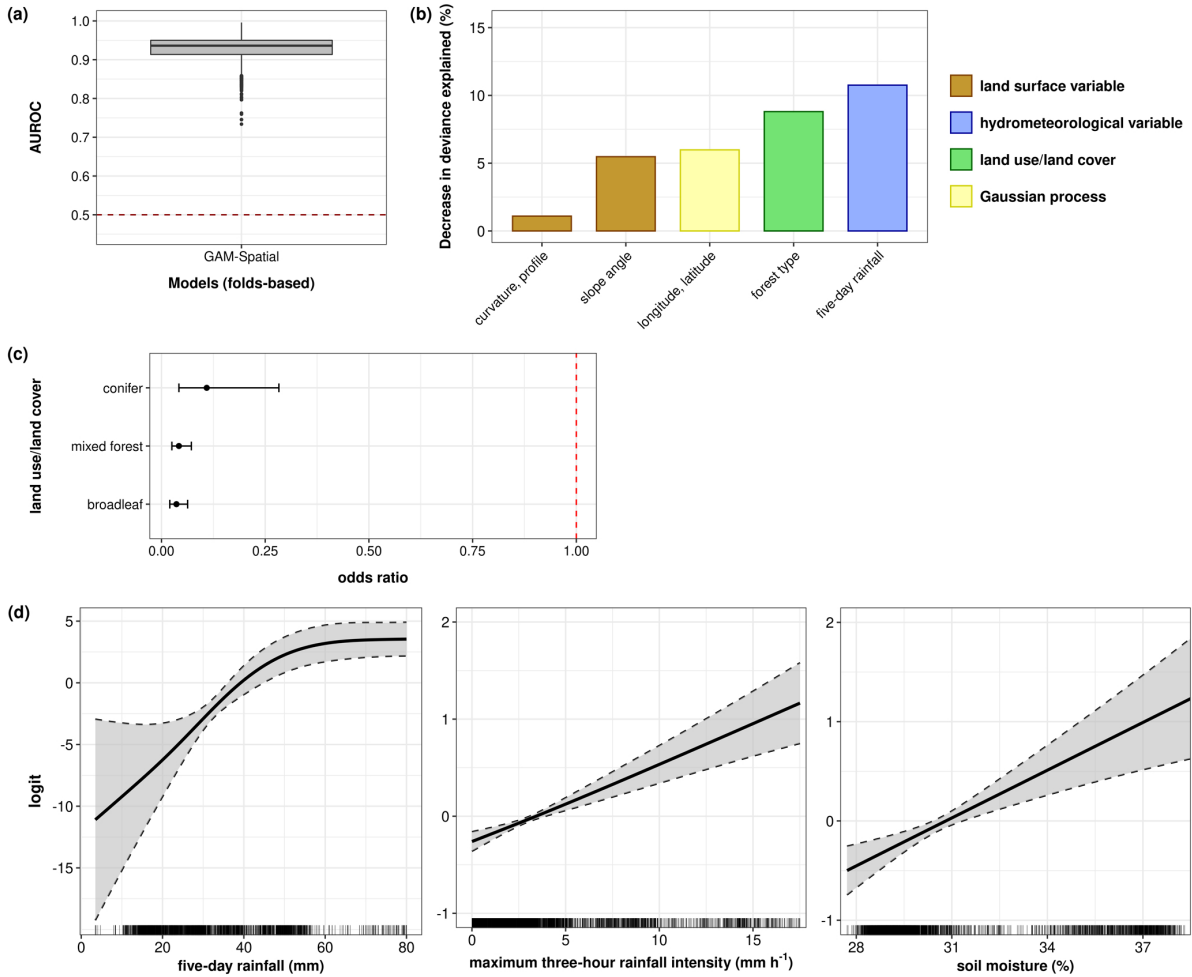 (a)
1.0
0.9
0.8
0.7
0.6
0.5
AUROC
GAM-Spatial
Models (folds-based)
(b)
15
10
5
0
Decrease in deviance explained (%)
curvature, profile
slope angle
longitude, latitude
forest type
five-day rainfall
land surface variable
hydrometeorological variable
land use/land cover
Gaussian process
(c)
land use/land cover
conifer
mixed forest
broadleaf
0.00 0.25 0.50 0.75 1.00
odds ratio
(d)
logit
5
0
-5
-10
-15
0 20 40 60 80
five-day rainfall (mm)
2
1
0
-1
0 5 10 15
maximum three-hour rainfall intensity (mm h⁻¹)
2
1
0
-1
28 31 34 37
soil moisture (%)